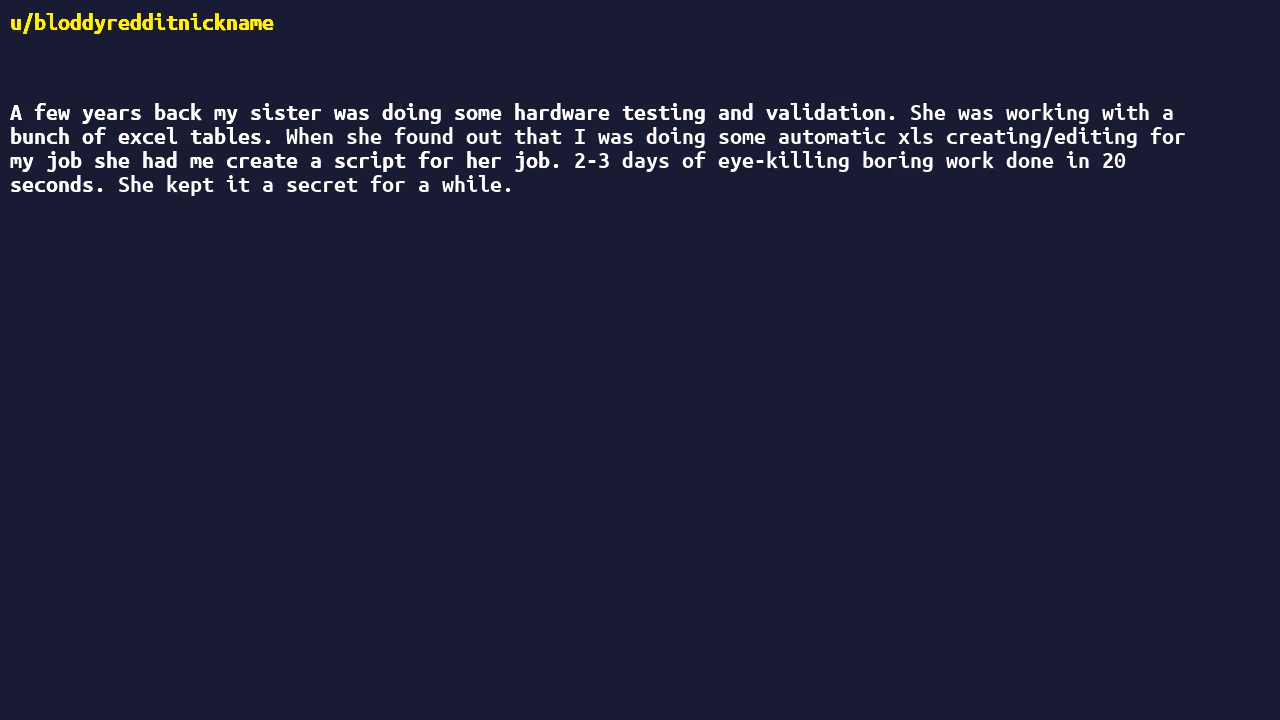 u/bloddyredditnickname
A few years back my sister was doing some hardware testing and validation. She was working with a
bunch of excel tables. When she found out that I was doing some automatic xls creating/editing for
my job she had me create a script for her job. 2-3 days of eye-killing boring work done in 20
seconds. She kept it a secret for a while.